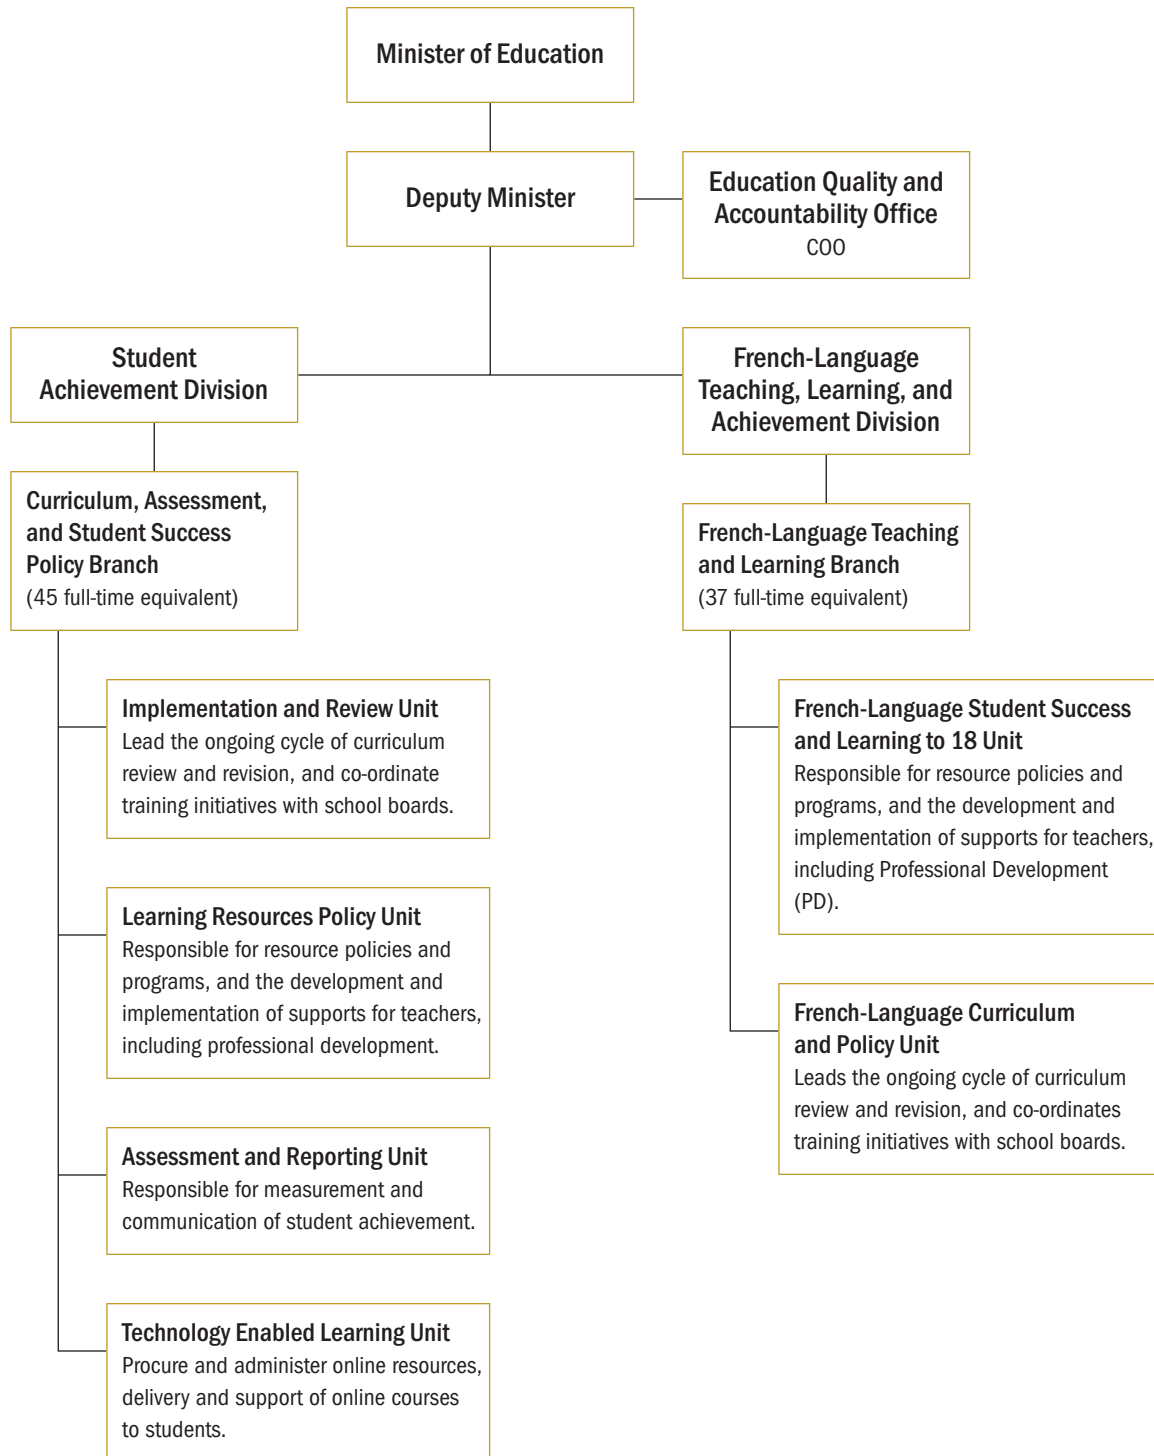 Minister of Education
Deputy Minister
Education Quality and
Accountability Office
COO
Student
Achievement Division
French-Language
Teaching, Learning, and
Achievement Division
Curriculum, Assessment,
and Student Success
Policy Branch
(45 full-time equivalent)
French-Language Teaching
and Learning Branch
(37 full-time equivalent)
Implementation and Review Unit
Lead the ongoing cycle of curriculum
review and revision, and co-ordinate
training initiatives with school boards.
Learning Resources Policy Unit
Responsible for resource policies and
programs, and the development and
implementation of supports for teachers,
including professional development.
Assessment and Reporting Unit
Responsible for measurement and
communication of student achievement.
Technology Enabled Learning Unit
Procure and administer online resources,
delivery and support of online courses
to students.
French-Language Student Success
and Learning to 18 Unit
Responsible for resource policies and
programs, and the development and
implementation of supports for teachers,
including Professional Development
(PD).
French-Language Curriculum
and Policy Unit
Leads the ongoing cycle of curriculum
review and revision, and co-ordinates
training initiatives with school boards.